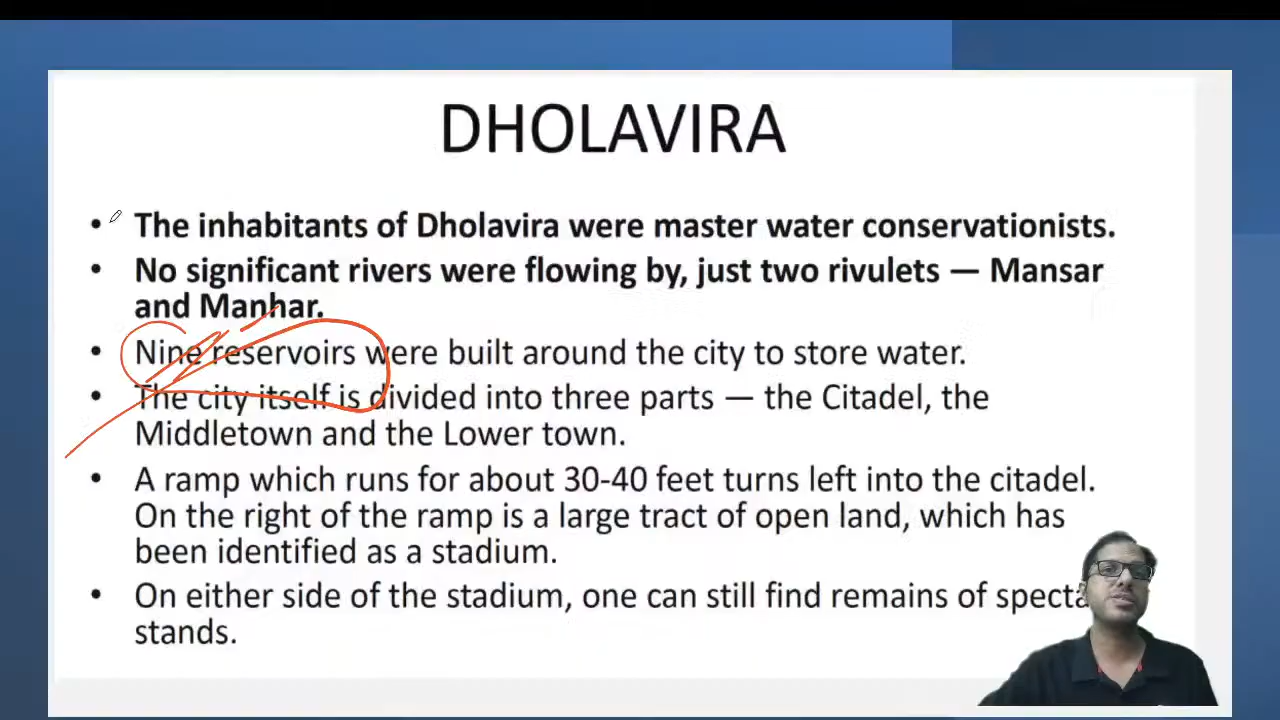 DHOLAVIRA
• The inhabitants of Dholavira were master water conservationists.
• No significant rivers were flowing by, just two rivulets — Mansar
and Manhar.
• Nine reservoirs were built around the city to store water.
• The city itself is divided into three parts — the Citadel, the
Middletown and the Lower town.
• A ramp which runs for about 30-40 feet turns left into the citadel.
On the right of the ramp is a large tract of open land, which has
been identified as a stadium.
• On either side of the stadium, one can still find remains of
stands.